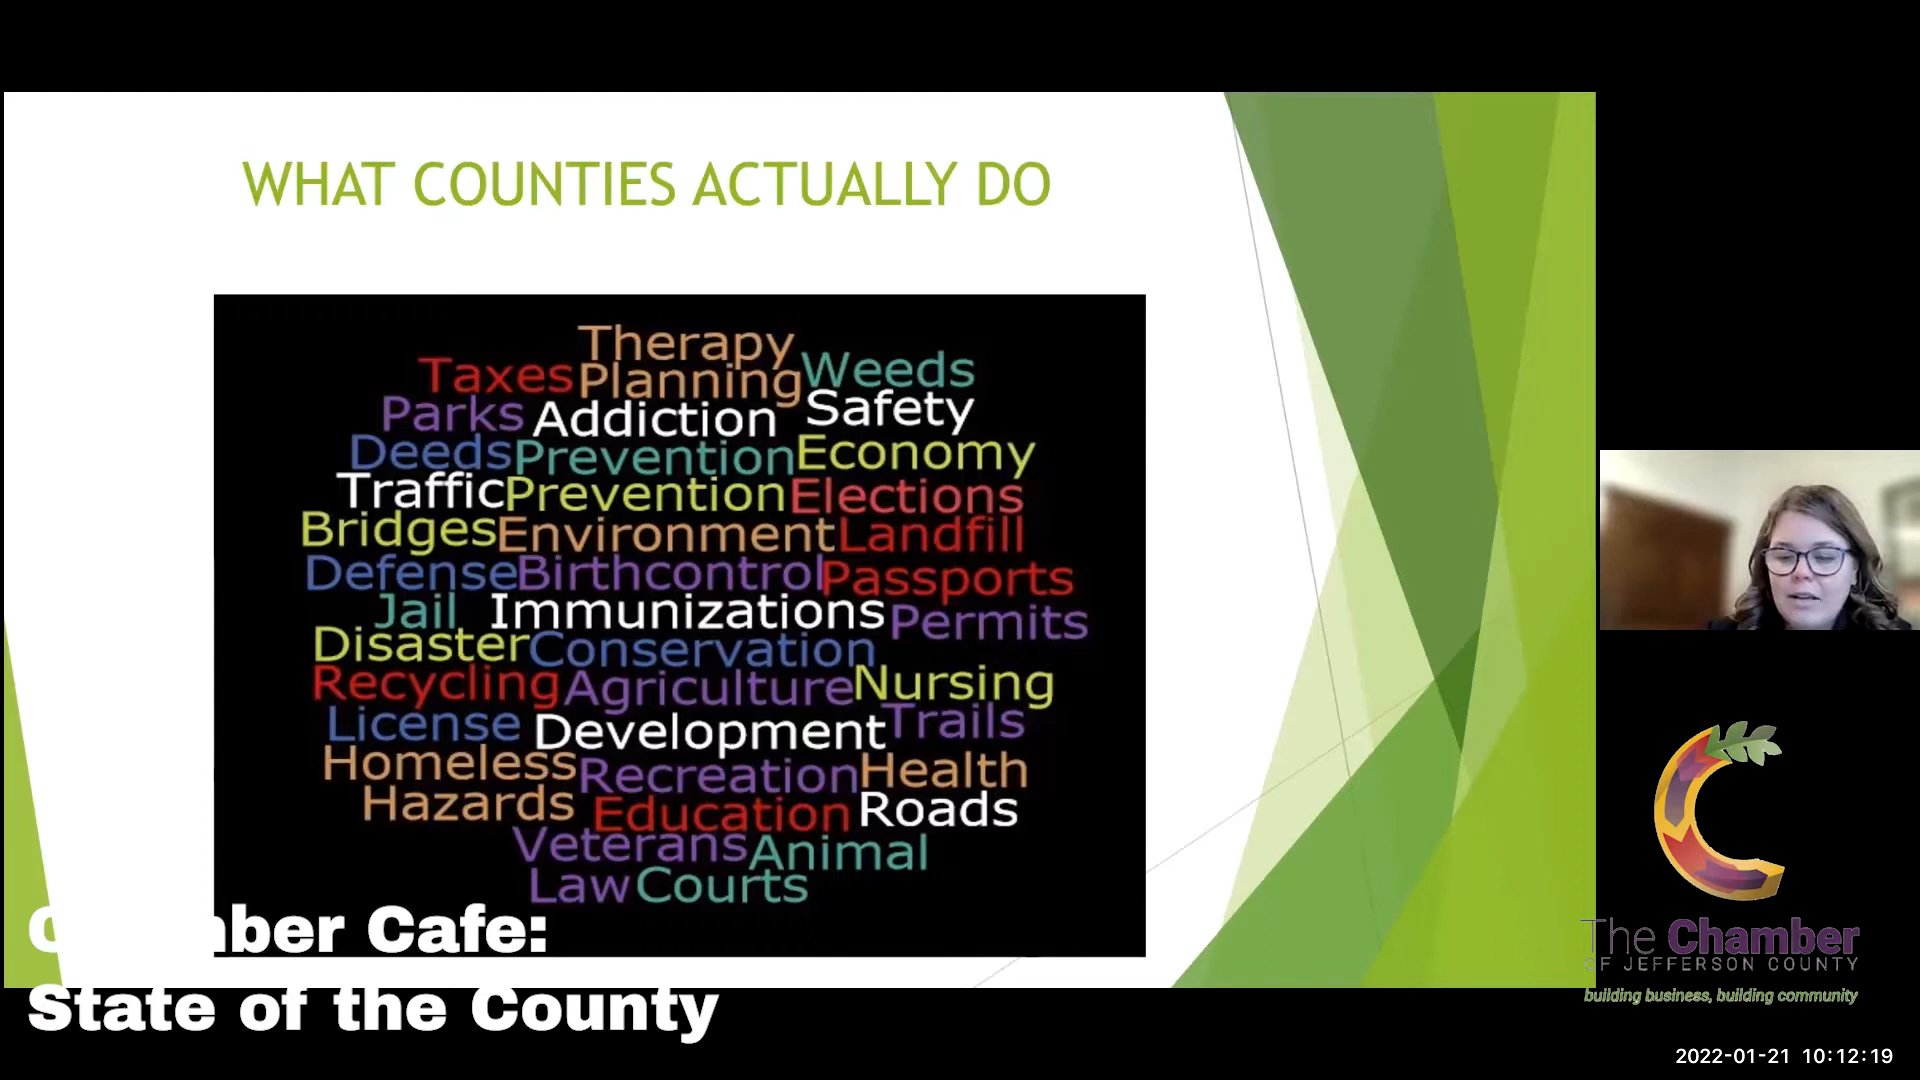 WHAT COUNTIES ACTUALLY DO
Therapy
Taxes Planning Weeds
Parks Addiction Safety
Deeds Prevention Economy
Traffic Prevention Elections
Bridges Environment Landfill
Defense Birthcontrol Passports
Jail Immunizations Permits
Disaster Conservation
Recycling Agriculture Nursing
License Development Trails
Homeless Recreation Health
Hazards Education Roads
Veterans Animal
Law Courts
Chamber Cafe:
State of the County
The Chamber
OF JEFFERSON COUNTY
building business, building community
2022-01-21 10:12:19